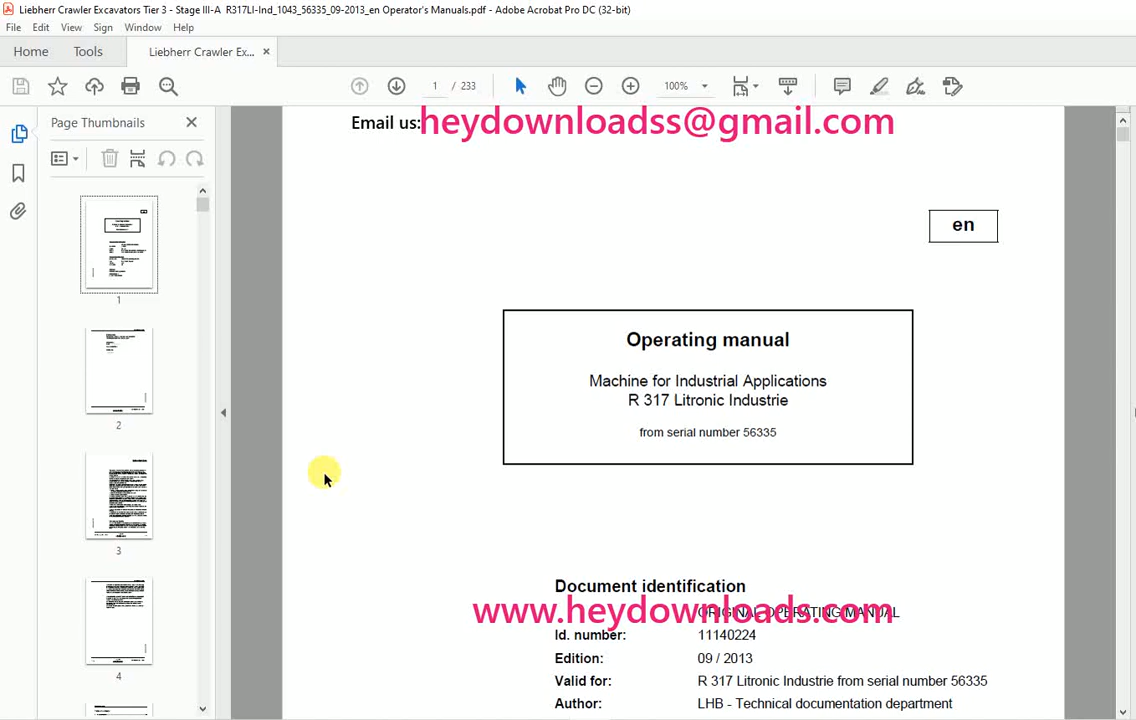 Liebherr Crawler Excavators Tier 3 - Stage III-A R317LI-Ind_1043_56335_09-2013_en Operator's Manuals.pdf - Adobe Acrobat Pro DC (32-bit)
File Edit View Sign Window Help
Home Tools Liebherr Crawler Ex... ×
1 / 233 100%
Page Thumbnails
Email us:heydownloadss@gmail.com
en
Operating manual
Machine for Industrial Applications
R 317 Litronic Industrie
from serial number 56335
1
2
3
4
Document identification
ORIGINAL OPERATING MANUAL
www.heydownloads.com
Id. number: 11140224
Edition: 09 / 2013
Valid for: R 317 Litronic Industrie from serial number 56335
Author: LHB - Technical documentation department